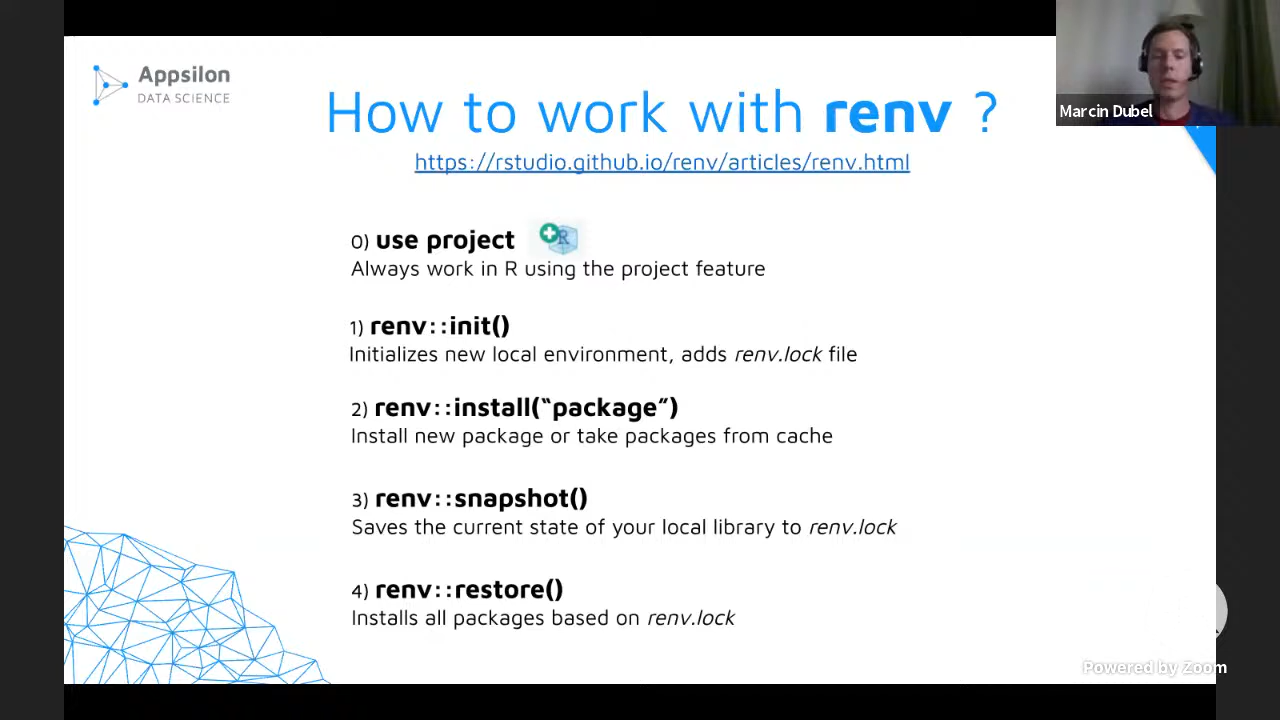 Appsilon
DATA SCIENCE
How to work with renv ?
https://rstudio.github.io/renv/articles/renv.html
Marcin Dubel
0) use project
R
Always work in R using the project feature
1) renv::init()
Initializes new local environment, adds renv.lock file
2) renv::install(“package”)
Install new package or take packages from cache
3) renv::snapshot()
Saves the current state of your local library to renv.lock
4) renv::restore()
Installs all packages based on renv.lock
Powered by Zoom